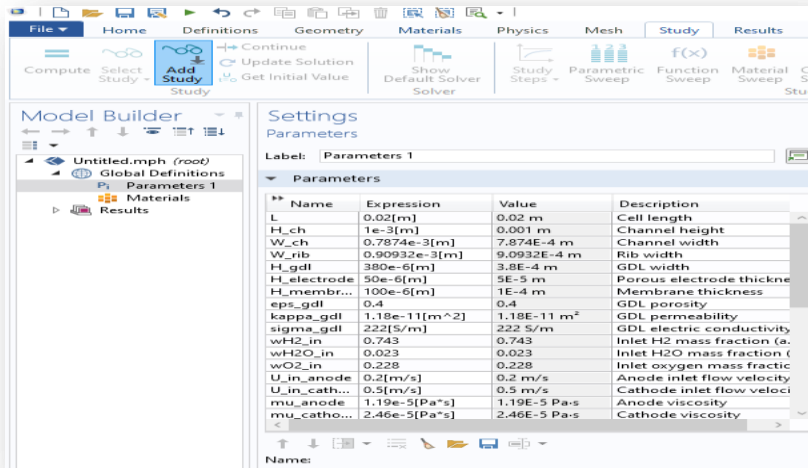 File Home Definitions Geometry Materials Physics Mesh Study Results
Compute Select Study Add Study Continue Update Solution Get Initial Value Show Default Solver Study Steps Parametric Sweep f(x) Function Sweep Material Sweep C
Study Solver Stu
Model Builder
Untitled.mph (root)
Global Definitions
Pi Parameters 1
Materials
Results
Settings
Parameters
Label: Parameters 1
Parameters
Name Expression Value Description
L 0.02[m] 0.02 m Cell length
H_ch 1e-3[m] 0.001 m Channel height
W_ch 0.7874e-3[m] 7.874E-4 m Channel width
W_rib 0.90932e-3[m] 9.0932E-4 m Rib width
H_gdl 380e-6[m] 3.8E-4 m GDL width
H_electrode 50e-6[m] 5E-5 m Porous electrode thickne
H_membr... 100e-6[m] 1E-4 m Membrane thickness
eps_gdl 0.4 0.4 GDL porosity
kappa_gdl 1.18e-11[m^2] 1.18E-11 m² GDL permeability
sigma_gdl 222[S/m] 222 S/m GDL electric conductivity
wH2_in 0.743 0.743 Inlet H2 mass fraction (a.
wH2O_in 0.023 0.023 Inlet H2O mass fraction (
wO2_in 0.228 0.228 Inlet oxygen mass fractic
U_in_anode 0.2[m/s] 0.2 m/s Anode inlet flow velocity
U_in_cath... 0.5[m/s] 0.5 m/s Cathode inlet flow veloci
mu_anode 1.19e-5[Pa*s] 1.19E-5 Pa·s Anode viscosity
mu_catho... 2.46e-5[Pa*s] 2.46E-5 Pa·s Cathode viscosity
Name: